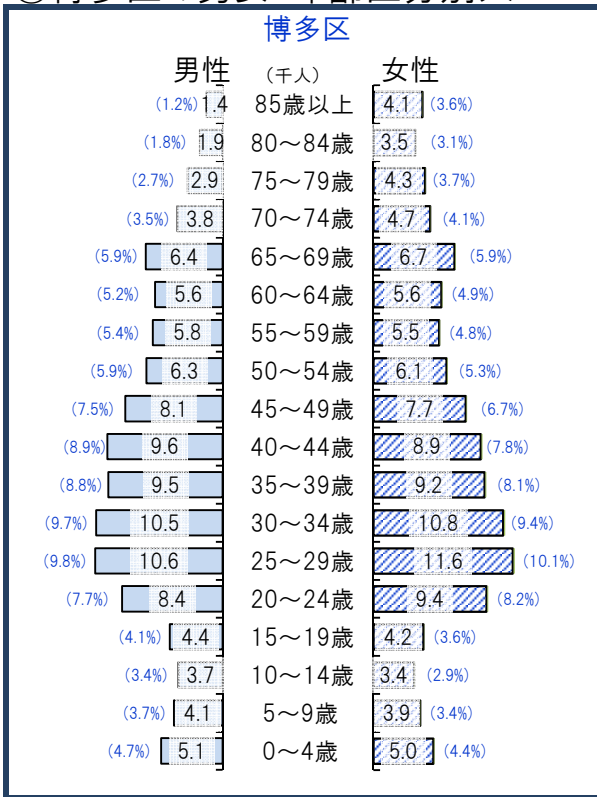 博多区
男性 (千人) 女性
(1.2%) 1.4 85歳以上 4.1 (3.6%)
(1.8%) 1.9 80～84歳 3.5 (3.1%)
(2.7%) 2.9 75～79歳 4.3 (3.7%)
(3.5%) 3.8 70～74歳 4.7 (4.1%)
(5.9%) 6.4 65～69歳 6.7 (5.9%)
(5.2%) 5.6 60～64歳 5.6 (4.9%)
(5.4%) 5.8 55～59歳 5.5 (4.8%)
(5.9%) 6.3 50～54歳 6.1 (5.3%)
(7.5%) 8.1 45～49歳 7.7 (6.7%)
(8.9%) 9.6 40～44歳 8.9 (7.8%)
(8.8%) 9.5 35～39歳 9.2 (8.1%)
(9.7%) 10.5 30～34歳 10.8 (9.4%)
(9.8%) 10.6 25～29歳 11.6 (10.1%)
(7.7%) 8.4 20～24歳 9.4 (8.2%)
(4.1%) 4.4 15～19歳 4.2 (3.6%)
(3.4%) 3.7 10～14歳 3.4 (2.9%)
(3.7%) 4.1 5～9歳 3.9 (3.4%)
(4.7%) 5.1 0～4歳 5.0 (4.4%)